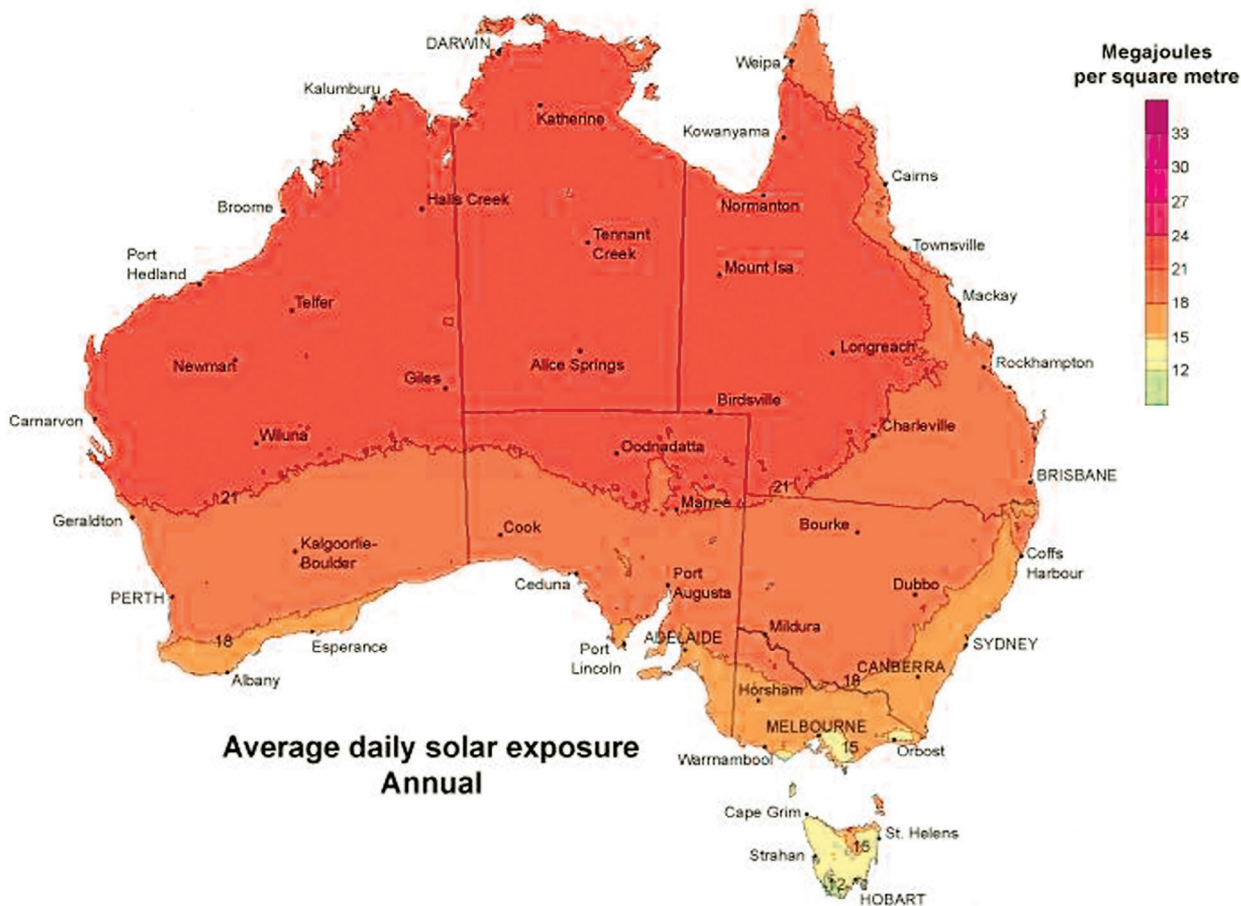 DARWIN
Weipa
Megajoules
per square metre
Kalumburu
Katherine
Kowanyama
33
30
27
24
21
18
15
12
Cairns
Halls Creek
Broome
Normanton
Tennant
Creek
Townsville
Port
Hedland
Mount Isa
Telfer
Mackay
Newman
Alice Springs
Longreach
Rockhampton
Giles
Birdsville
Carnarvon
Wiluna
Charleville
Oodnadatta
21
21
BRISBANE
Geraldton
Marree
Cook
Bourke
Kalgoorlie-
Boulder
Coffs
Harbour
Ceduna
Port
Augusta
Dubbo
PERTH
18
Esperance
Port
Lincoln
ADELAIDE
Mildura
SYDNEY
Albany
CANBERRA
18
Horsham
MELBOURNE
Average daily solar exposure
Annual
Warrnambool
15
Orbost
Cape Grim
St. Helens
Strahan
15
12
HOBART